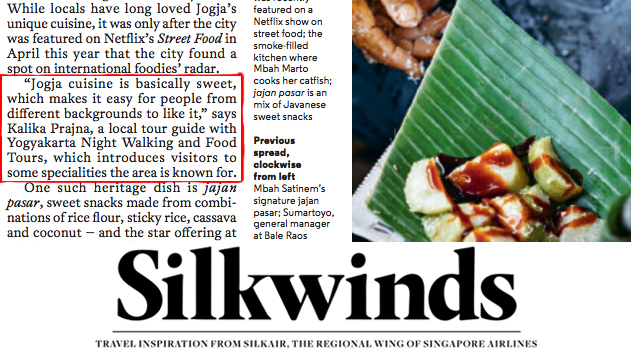 While locals have long loved Jogja's
unique cuisine, it was only after the city
was featured on Netflix's Street Food in
April this year that the city found a
spot on international foodies' radar.
"Jogja cuisine is basically sweet,
which makes it easy for people from
different backgrounds to like it," says
Kalika Prajna, a local tour guide with
Yogyakarta Night Walking and Food
Tours, which introduces visitors to
some specialities the area is known for.
One such heritage dish is jajan
pasar, sweet snacks made from combi-
nations of rice flour, sticky rice, cassava
and coconut – and the star offering at
featured on a
Netflix show on
street food; the
smoke-filled
kitchen where
Mbah Marto
cooks her catfish;
jajan pasar is an
mix of Javanese
sweet snacks
Previous
spread,
clockwise
from left
Mbah Satinem's
signature jajan
pasar; Sumartoyo,
general manager
at Bale Raos
Silkwinds
TRAVEL INSPIRATION FROM SILKAIR, THE REGIONAL WING OF SINGAPORE AIRLINES